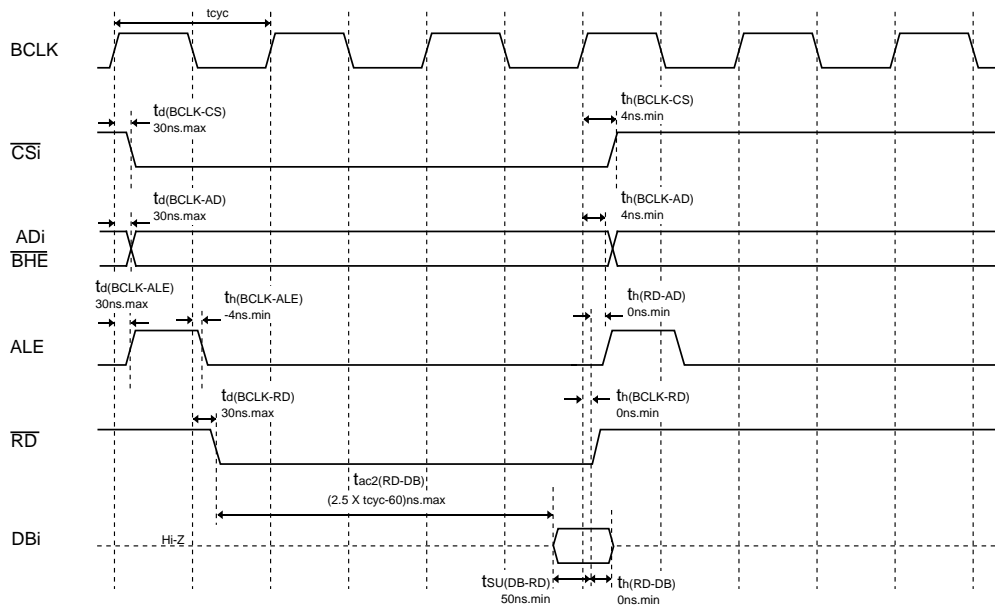 tcyc
BCLK
td(BCLK-CS)
30ns.max
th(BCLK-CS)
4ns.min
CSi
td(BCLK-AD)
30ns.max
th(BCLK-AD)
4ns.min
ADi
BHE
td(BCLK-ALE)
30ns.max
th(BCLK-ALE)
-4ns.min
th(RD-AD)
0ns.min
ALE
td(BCLK-RD)
30ns.max
th(BCLK-RD)
0ns.min
RD
tac2(RD-DB)
(2.5 X tcyc-60)ns.max
DBi
Hi-Z
tSU(DB-RD)
50ns.min
th(RD-DB)
0ns.min